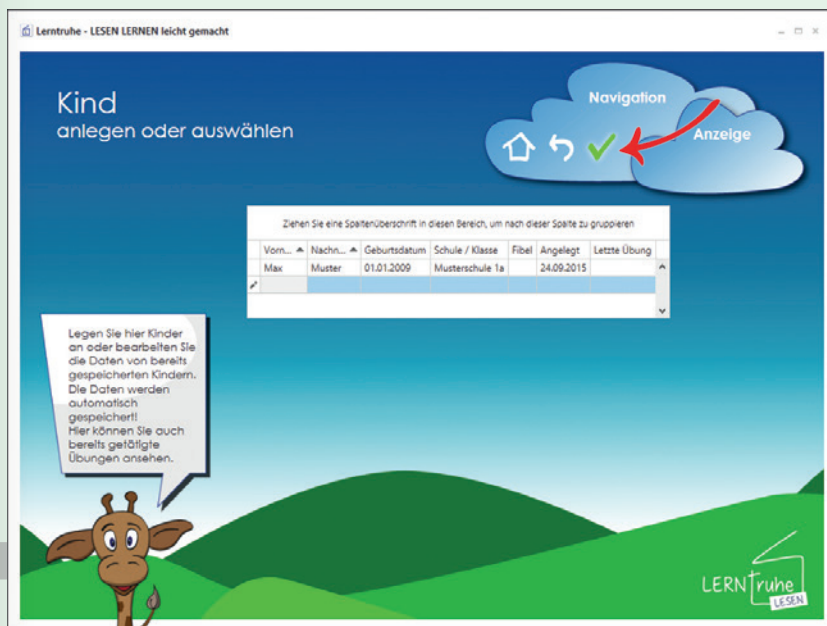 Lerntruhe - LESEN LERNEN leicht gemacht
Kind
anlegen oder auswählen
Navigation
Anzeige
Ziehen Sie eine Spaltenüberschrift in diesen Bereich, um nach dieser Spalte zu gruppieren
Vorn... Nachn... Geburtsdatum Schule / Klasse Fibel Angelegt Letzte Übung
Max Muster 01.01.2009 Musterschule 1a 24.09.2015
Legen Sie hier Kinder
an oder bearbeiten Sie
die Daten von bereits
gespeicherten Kindern.
Die Daten werden
automatisch
gespeichert!
Hier können Sie auch
bereits getätigte
Übungen ansehen.
LERNtruhe
LESEN